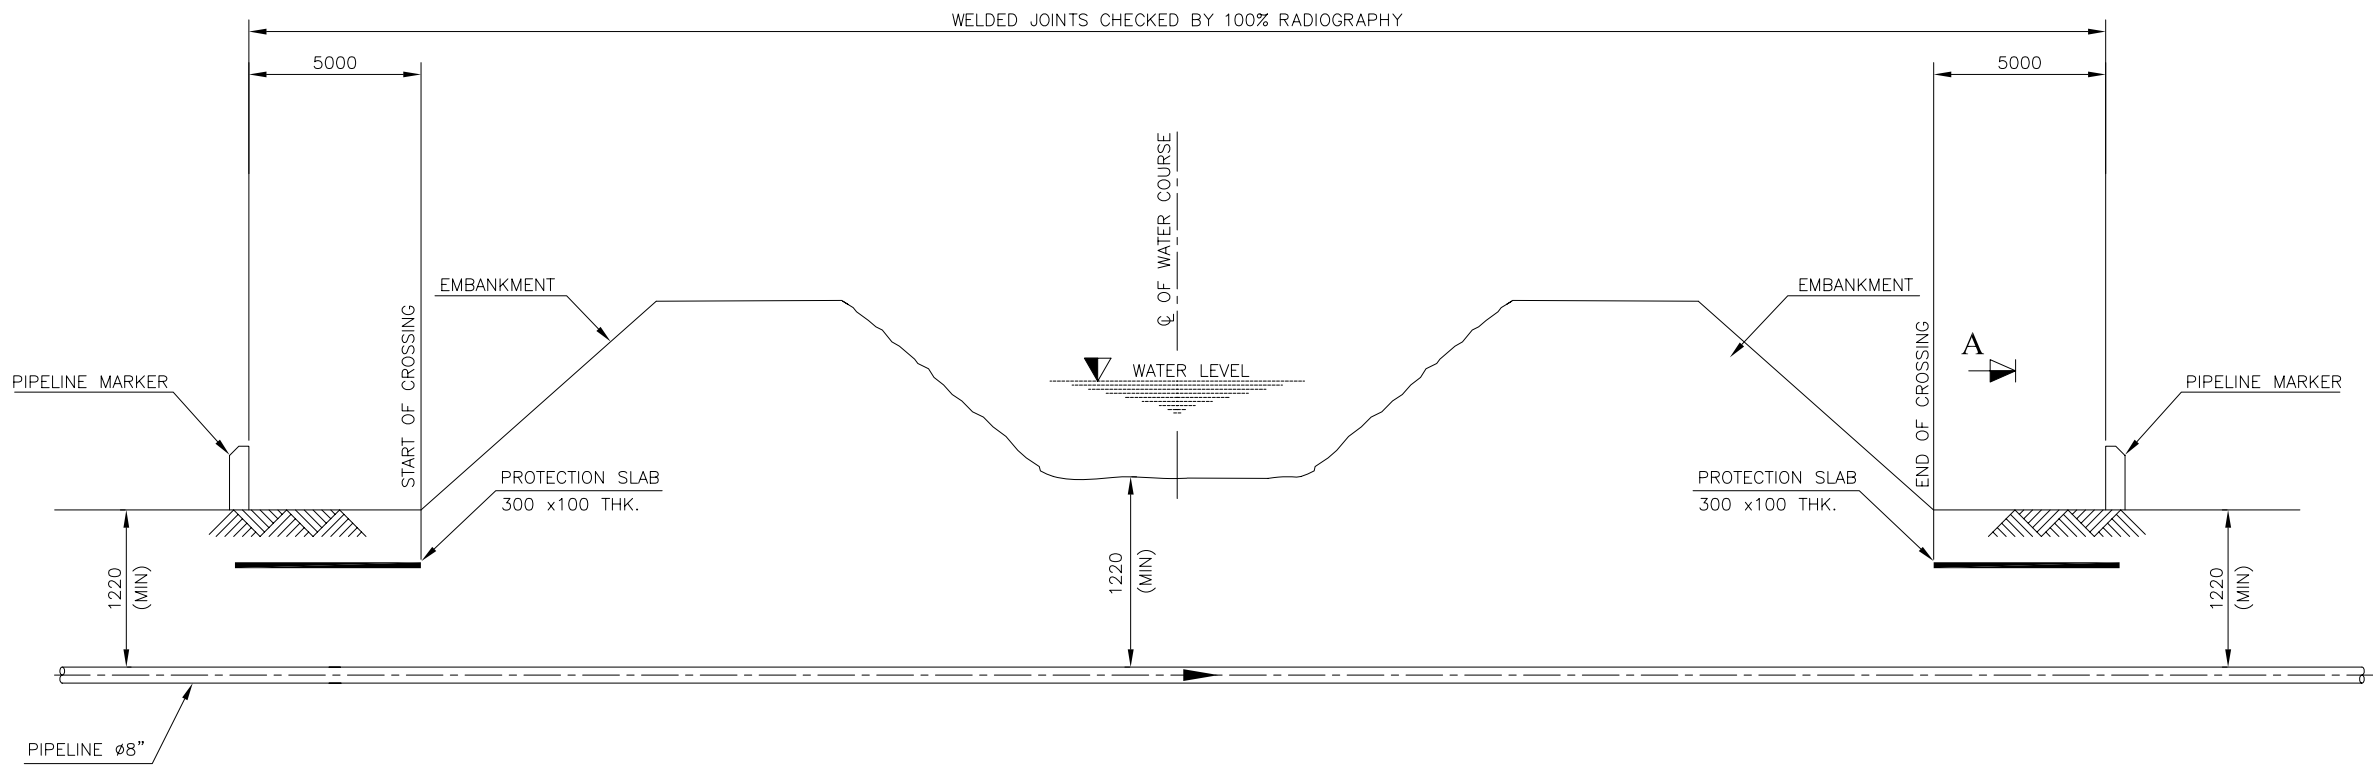 WELDED JOINTS CHECKED BY 100% RADIOGRAPHY
5000
5000
℄ OF WATER COURSE
EMBANKMENT
EMBANKMENT
START OF CROSSING
END OF CROSSING
A
WATER LEVEL
PIPELINE MARKER
PIPELINE MARKER
PROTECTION SLAB
300 x100 THK.
PROTECTION SLAB
300 x100 THK.
1220
(MIN)
1220
(MIN)
1220
(MIN)
PIPELINE ⌀8"